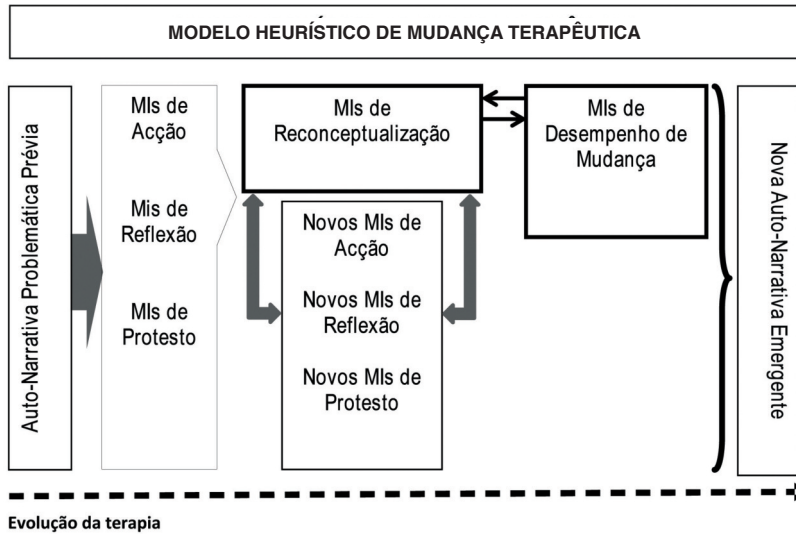 MODELO HEURÍSTICO DE MUDANÇA TERAPÊUTICA
Auto-Narrativa Problemática Prévia
MIs de
Acção
Mis de
Reflexão
MIs de
Protesto
MIs de
Reconceptualização
Novos MIs de
Acção
Novos MIs de
Reflexão
Novos MIs de
Protesto
MIs de
Desempenho de
Mudança
Nova Auto-Narrativa Emergente
Evolução da terapia